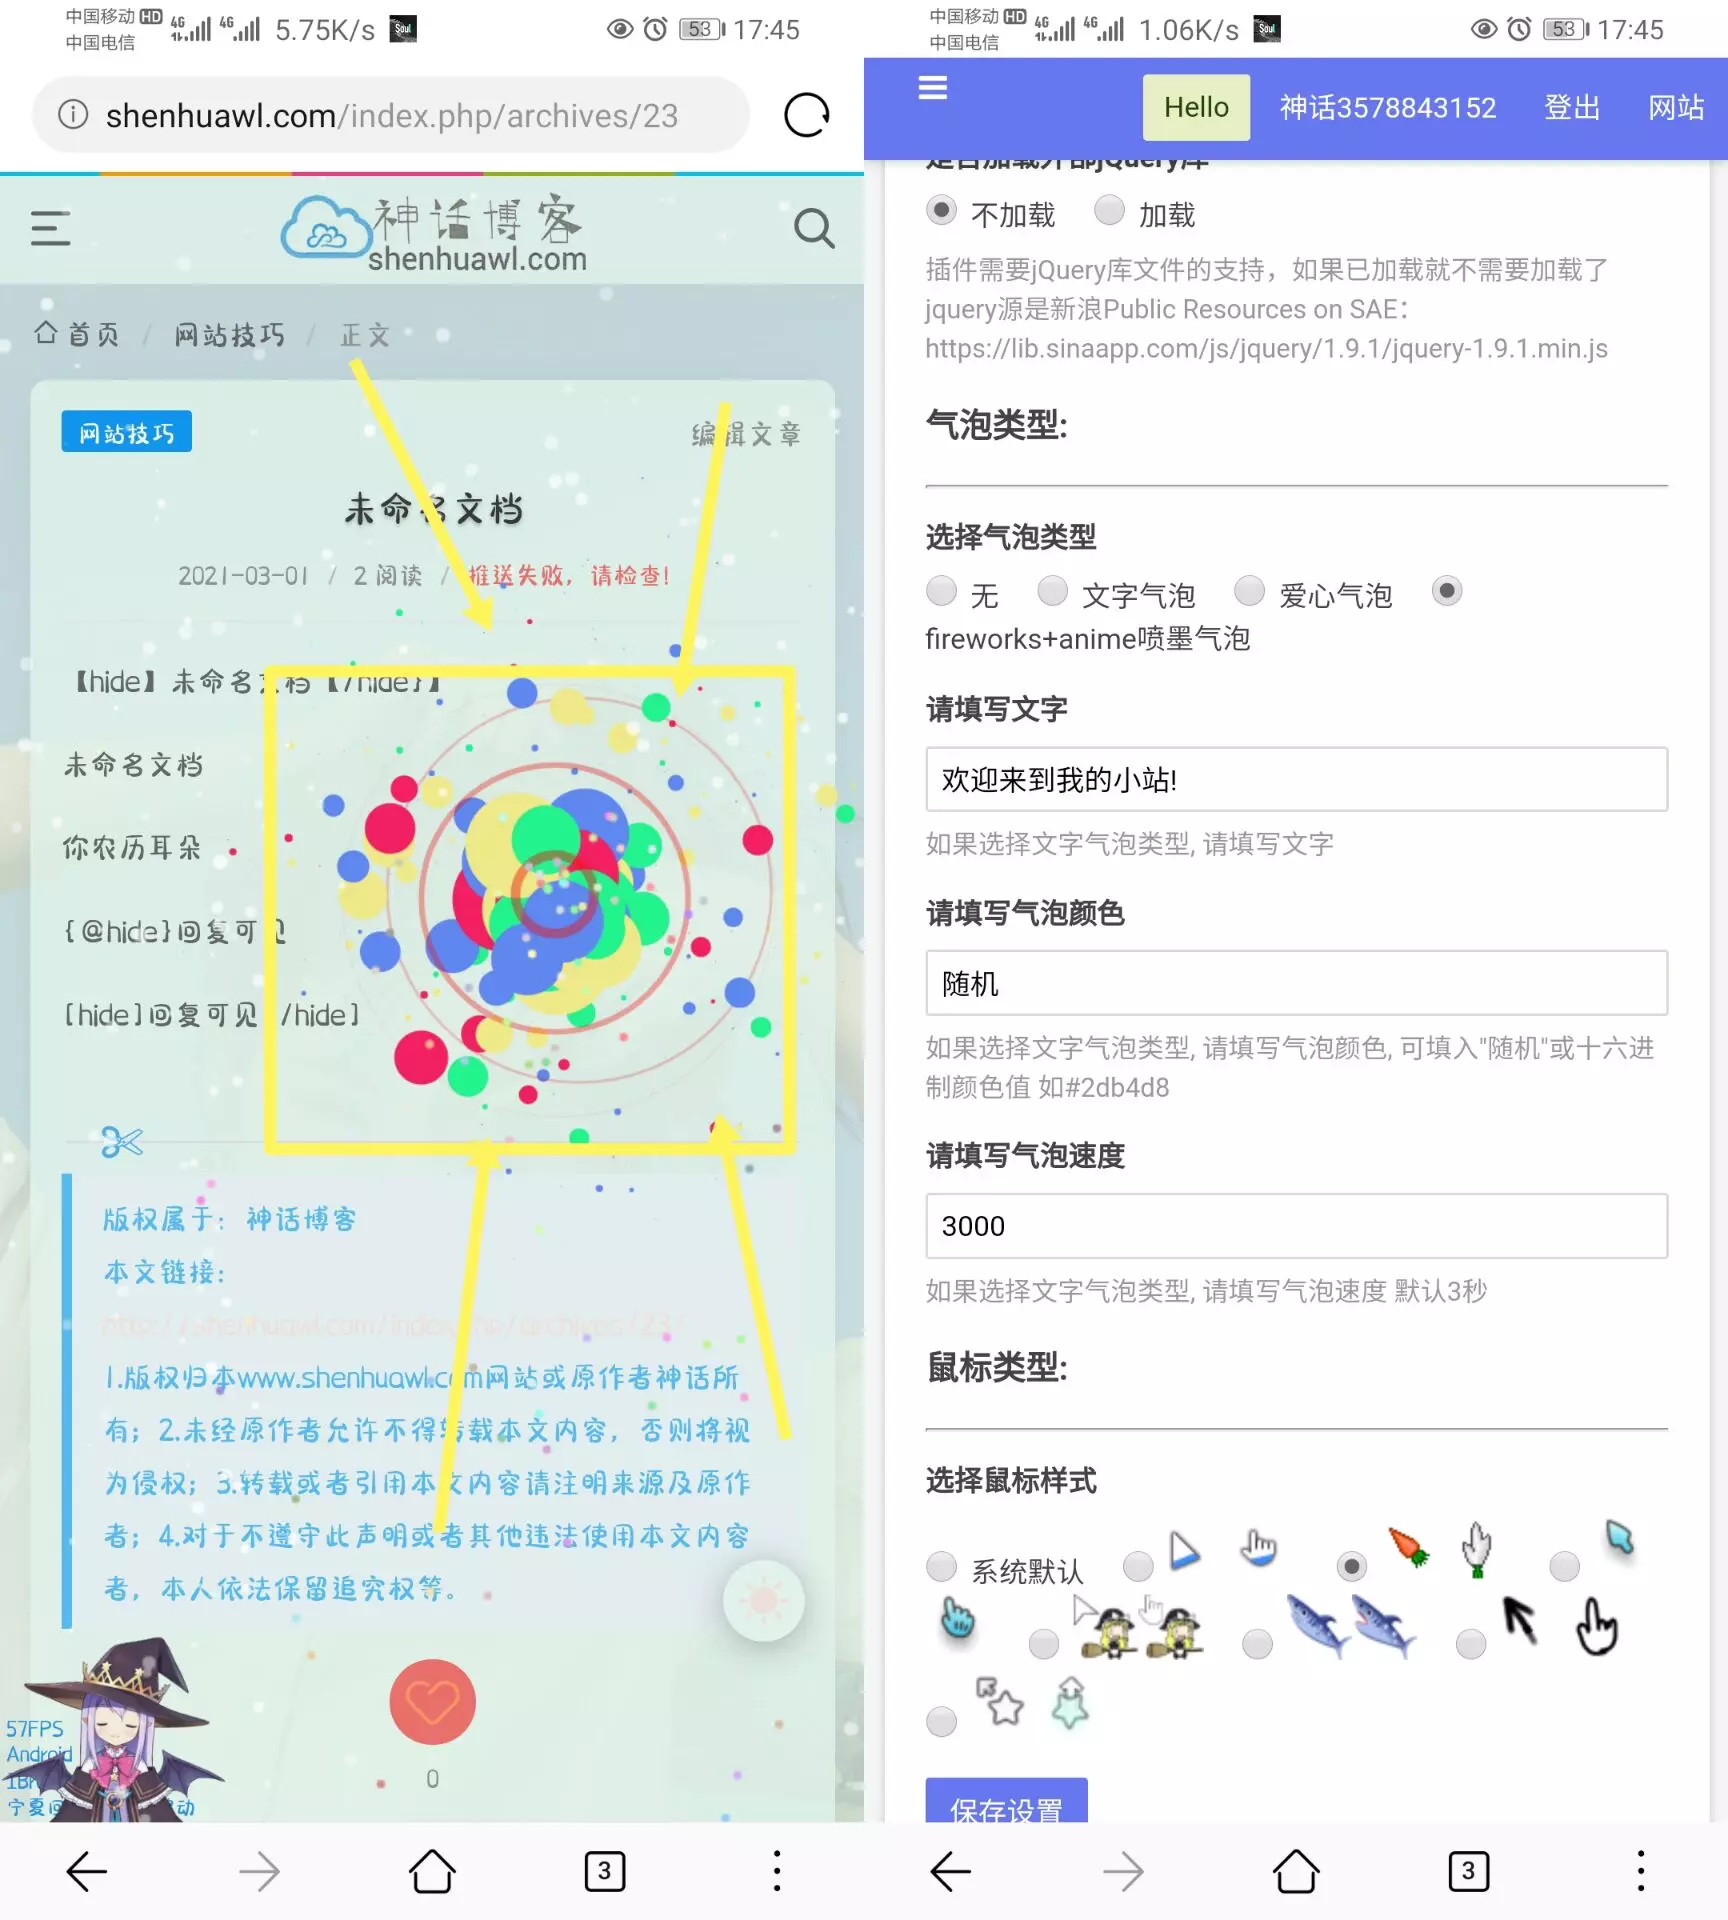 中国移动 HD 4G 4G 5.75K/s Soul 53 17:45
中国电信
shenhuawl.com/index.php/archives/23
神话博客
shenhuawl.com
首页 / 网站技巧 / 正文
网站技巧
编辑文章
未命名文档
2021-03-01 / 2 阅读 / 推送失败，请检查!
【hide】未命名文档【/hide}】
未命名文档
你农历耳朵
{@hide}回复可见
[hide]回复可见[/hide]
版权属于：神话博客
本文链接：
http://shenhuawl.com/index.php/archives/23/
1.版权归本www.shenhuawl.com网站或原作者神话所
有；2.未经原作者允许不得转载本文内容，否则将视
为侵权；3.转载或者引用本文内容请注明来源及原作
者；4.对于不遵守此声明或者其他违法使用本文内容
者，本人依法保留追究权等。
0
57FPS
Android
宁夏回
动
3
中国移动 HD 4G 4G 1.06K/s Soul 53 17:45
中国电信
Hello 神话3578843152 登出 网站
是否加载外部jQuery库
不加载 加载
插件需要jQuery库文件的支持，如果已加载就不需要加载了
jquery源是新浪Public Resources on SAE：
https://lib.sinaapp.com/js/jquery/1.9.1/jquery-1.9.1.min.js
气泡类型:
选择气泡类型
无 文字气泡 爱心气泡
fireworks+anime喷墨气泡
请填写文字
欢迎来到我的小站!
如果选择文字气泡类型, 请填写文字
请填写气泡颜色
随机
如果选择文字气泡类型, 请填写气泡颜色, 可填入"随机"或十六进
制颜色值 如#2db4d8
请填写气泡速度
3000
如果选择文字气泡类型, 请填写气泡速度 默认3秒
鼠标类型:
选择鼠标样式
系统默认
保存设置
3